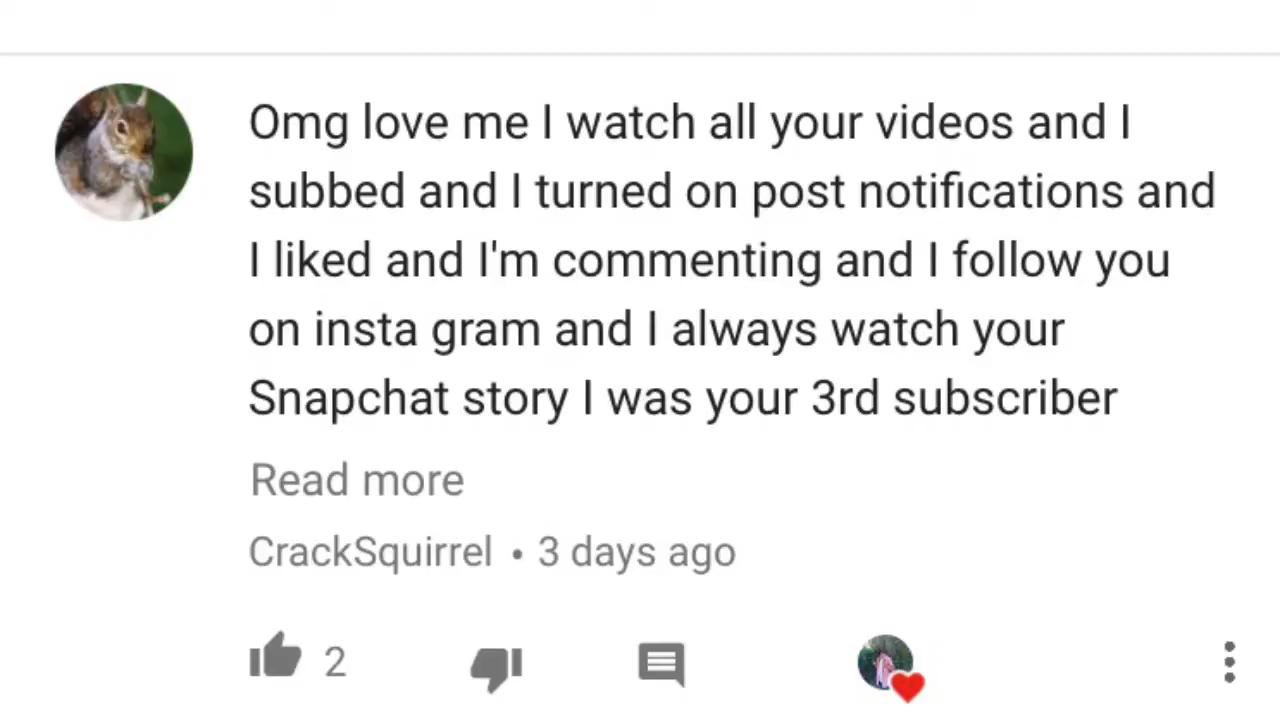 Omg love me I watch all your videos and I
subbed and I turned on post notifications and
I liked and I'm commenting and I follow you
on insta gram and I always watch your
Snapchat story I was your 3rd subscriber
Read more
CrackSquirrel • 3 days ago
2